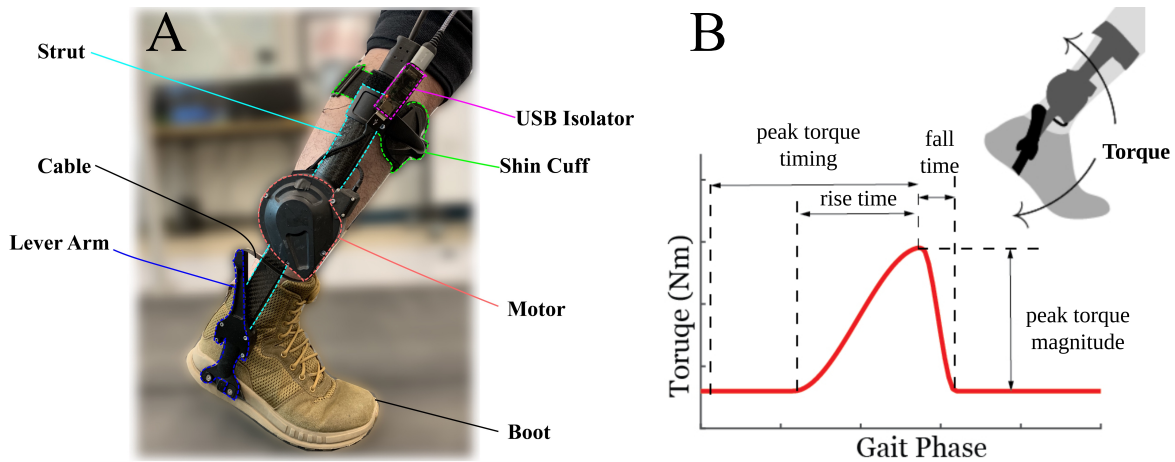 A
Strut
USB Isolator
Shin Cuff
Cable
Lever Arm
Motor
Boot
B
peak torque
timing
fall
time
rise time
Torque
peak torque
magnitude
Toruqe (Nm)
Gait Phase